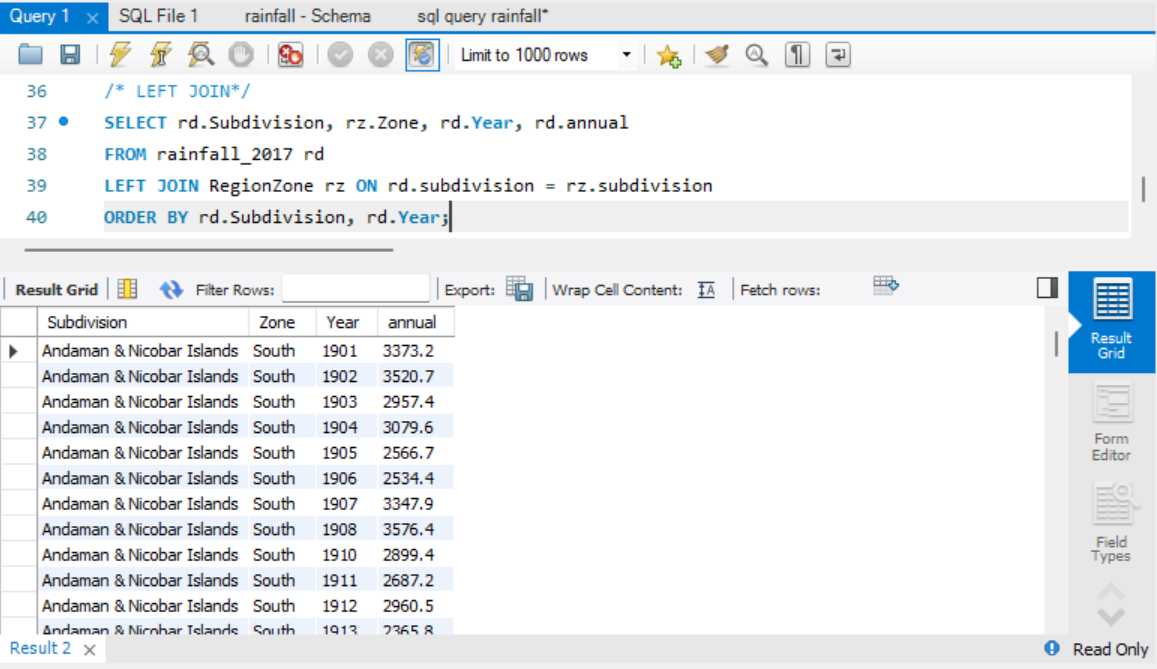 Query 1 × SQL File 1 rainfall - Schema sql query rainfall*
Limit to 1000 rows
36 /* LEFT JOIN*/
37 SELECT rd.Subdivision, rz.Zone, rd.Year, rd.annual
38 FROM rainfall_2017 rd
39 LEFT JOIN RegionZone rz ON rd.subdivision = rz.subdivision
40 ORDER BY rd.Subdivision, rd.Year;
Result Grid Filter Rows: Export: Wrap Cell Content: IA Fetch rows:
Subdivision Zone Year annual
Andaman & Nicobar Islands South 1901 3373.2
Andaman & Nicobar Islands South 1902 3520.7
Andaman & Nicobar Islands South 1903 2957.4
Andaman & Nicobar Islands South 1904 3079.6
Andaman & Nicobar Islands South 1905 2566.7
Andaman & Nicobar Islands South 1906 2534.4
Andaman & Nicobar Islands South 1907 3347.9
Andaman & Nicobar Islands South 1908 3576.4
Andaman & Nicobar Islands South 1910 2899.4
Andaman & Nicobar Islands South 1911 2687.2
Andaman & Nicobar Islands South 1912 2960.5
Andaman & Nicobar Islands South 1913 2365.8
Result
Grid
Form
Editor
Field
Types
Result 2 × Read Only